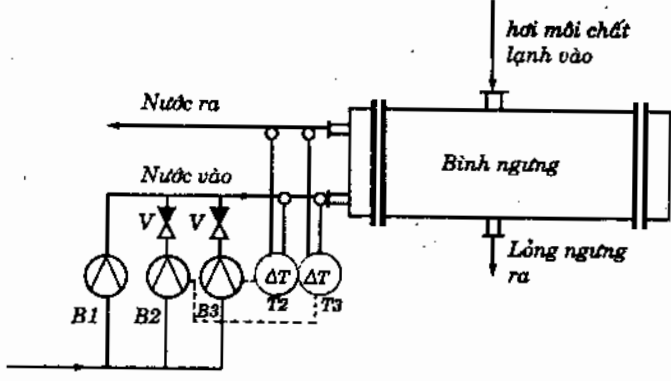 hơi môi chất
lạnh vào
Nước ra
Bình ngưng
Nước vào
V
V
Lỏng ngưng
ra
ΔT
ΔT
B1
B2
B3
T2
T3